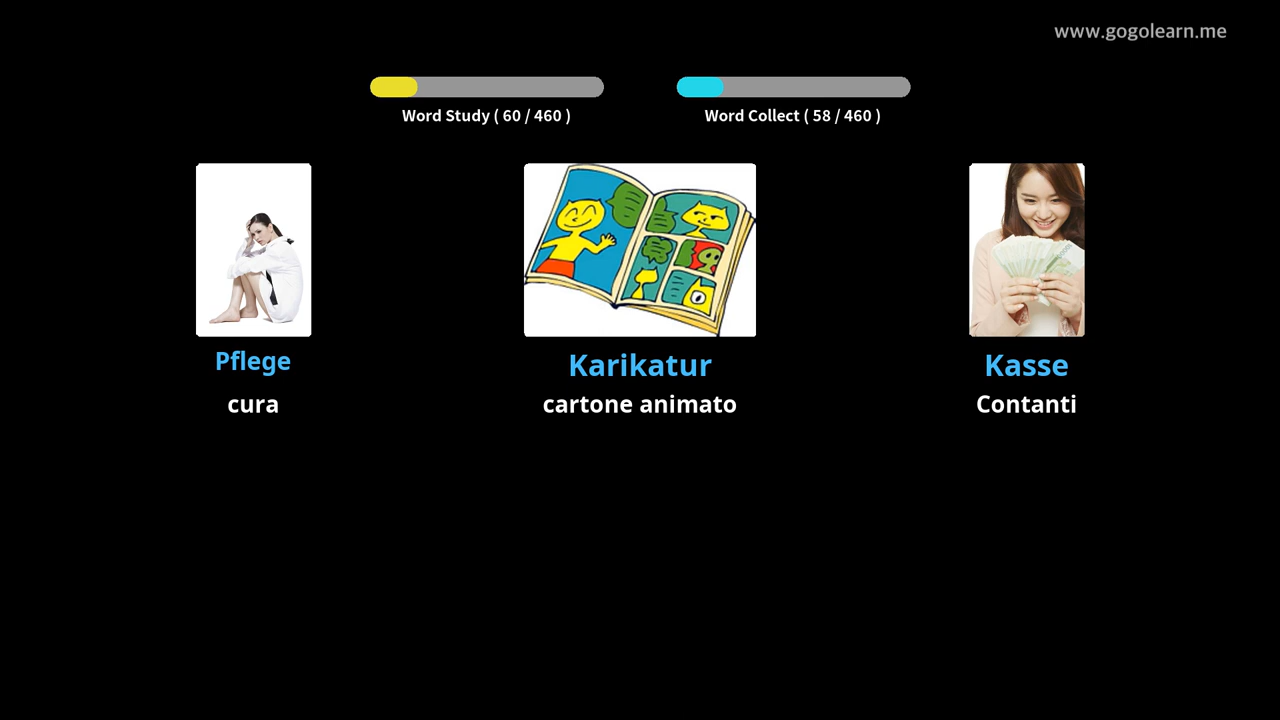 www.gogolearn.me
Word Study ( 60 / 460 )
Word Collect ( 58 / 460 )
Pflege
cura
Karikatur
cartone animato
Kasse
Contanti